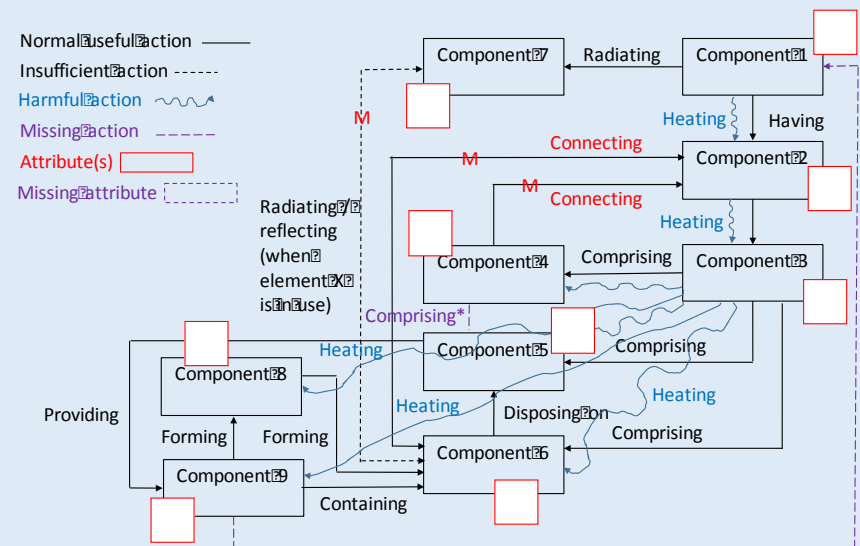 Normal⍰useful⍰action
Insufficient⍰action
Harmful⍰action
Missing⍰action
Attribute(s)
Missing⍰attribute
Component⍰7
Radiating
Component⍰1
Heating
Having
Connecting
M
M
Component⍰2
M
Connecting
Heating
Radiating⍰/⍰
reflecting
(when⍰
element⍰X⍰
is⍰in⍰use)
Component⍰4
Comprising
Component⍰3
Comprising*
Heating
Component⍰5
Comprising
Component⍰8
Heating
Heating
Providing
Disposing⍰on
Forming
Forming
Comprising
Component⍰6
Component⍰9
Containing